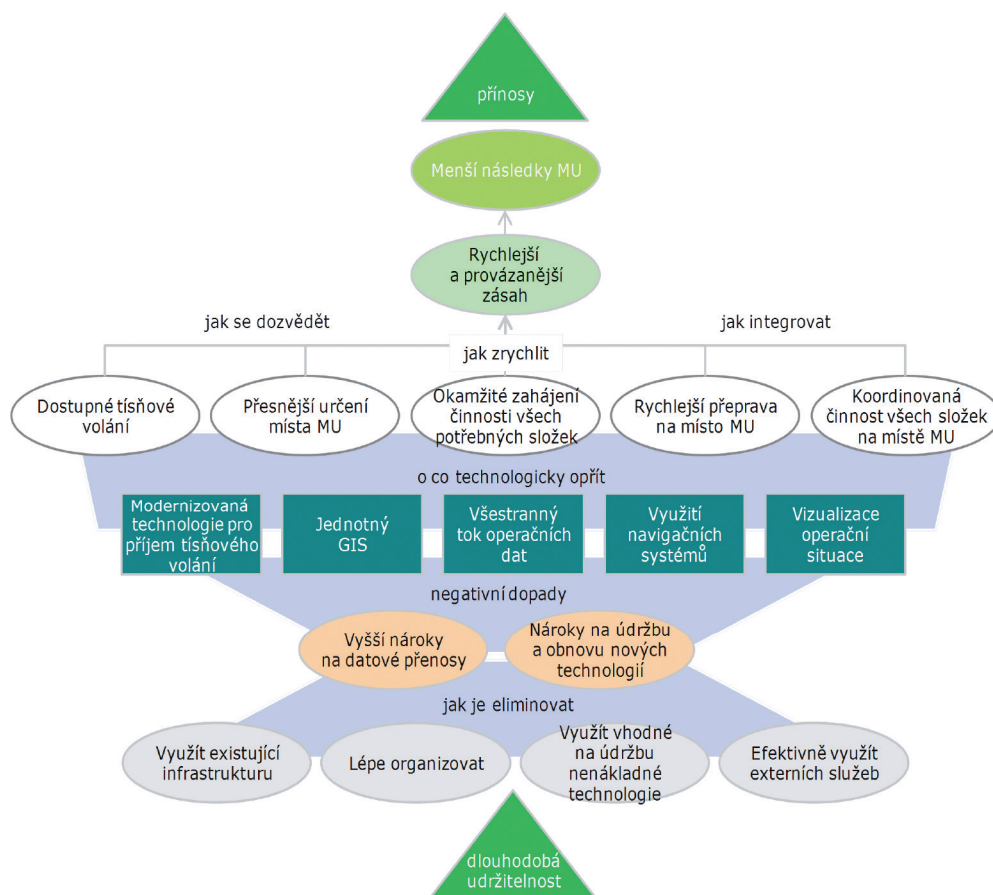 přínosy
Menší následky MU
Rychlejší
a provázanější
zásah
jak se dozvědět
jak zrychlit
jak integrovat
Dostupné tísňové
volání
Přesnější určení
místa MU
Okamžité zahájení
činnosti všech
potřebných složek
Rychlejší přeprava
na místo MU
Koordinovaná
činnost všech složek
na místě MU
o co technologicky opřít
Modernizovaná
technologie pro
příjem tísňového
volání
Jednotný
GIS
Všestranný
tok operačních
dat
Využití
navigačních
systémů
Vizualizace
operační
situace
negativní dopady
Vyšší nároky
na datové přenosy
Nároky na údržbu
a obnovu nových
technologií
jak je eliminovat
Využít existující
infrastrukturu
Lépe organizovat
Využít vhodné
na údržbu
nenákladné
technologie
Efektivně využít
externích služeb
dlouhodobá
udržitelnost